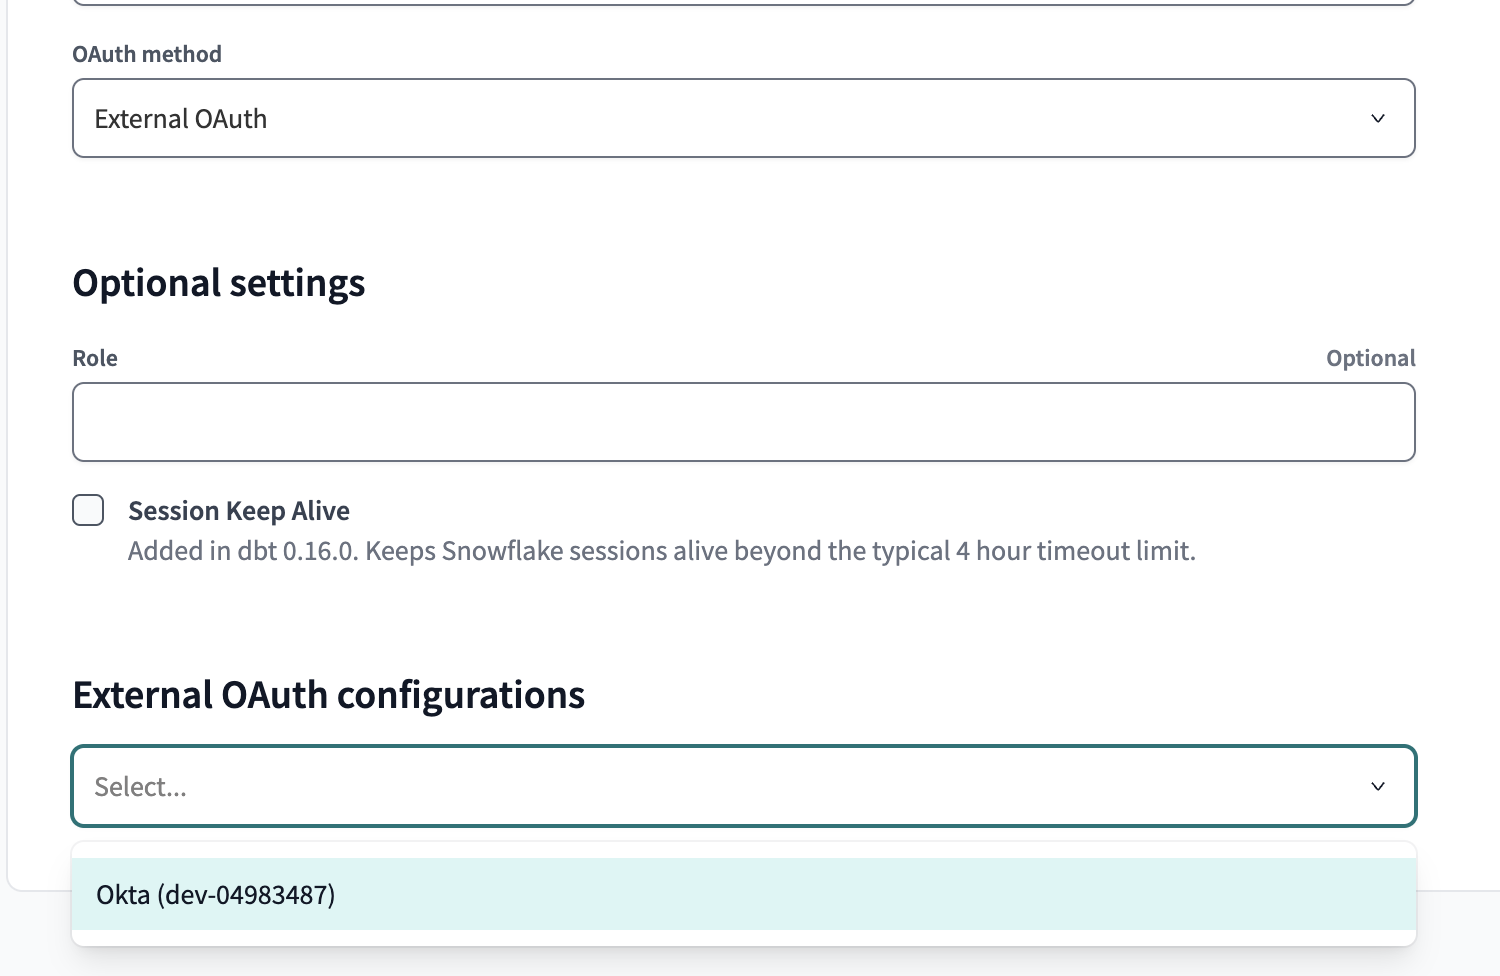 OAuth method
External OAuth
Optional settings
Role Optional
Session Keep Alive
Added in dbt 0.16.0. Keeps Snowflake sessions alive beyond the typical 4 hour timeout limit.
External OAuth configurations
Select...
Okta (dev-04983487)